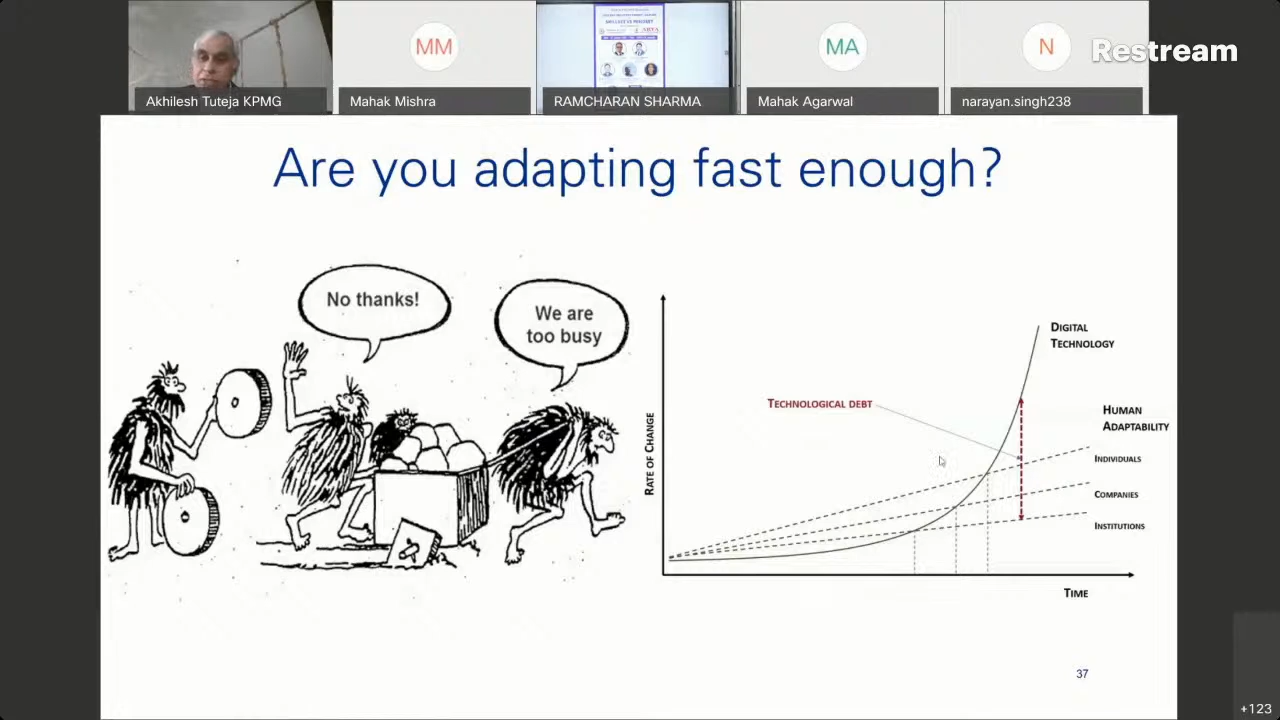 MM
MA
N
Restream
Akhilesh Tuteja KPMG
Mahak Mishra
RAMCHARAN SHARMA
Mahak Agarwal
narayan.singh238
Are you adapting fast enough?
No thanks!
We are
too busy
RATE OF CHANGE
TECHNOLOGICAL DEBT
DIGITAL
TECHNOLOGY
HUMAN
ADAPTABILITY
INDIVIDUALS
COMPANIES
INSTITUTIONS
TIME
37
+123